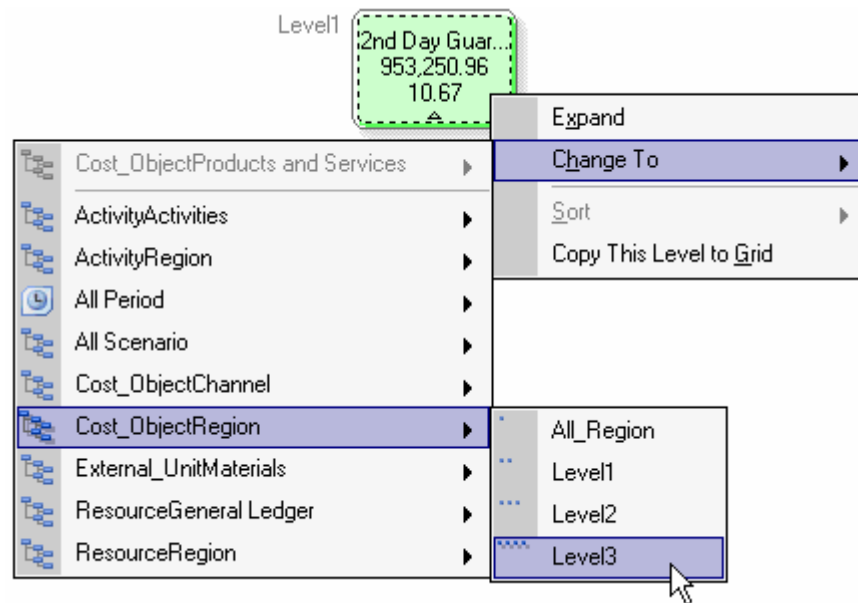 Level1
2nd Day Guar...
953,250.96
10.67
Expand
Change To
Sort
Copy This Level to Grid
Cost_ObjectProducts and Services
ActivityActivities
ActivityRegion
All Period
All Scenario
Cost_ObjectChannel
Cost_ObjectRegion
External_UnitMaterials
ResourceGeneral Ledger
ResourceRegion
All_Region
Level1
Level2
Level3